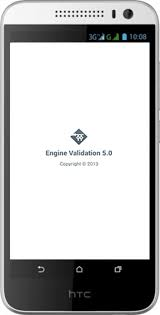 3G G 10:08
Engine Validation 5.0
Copyright © 2013
hTC